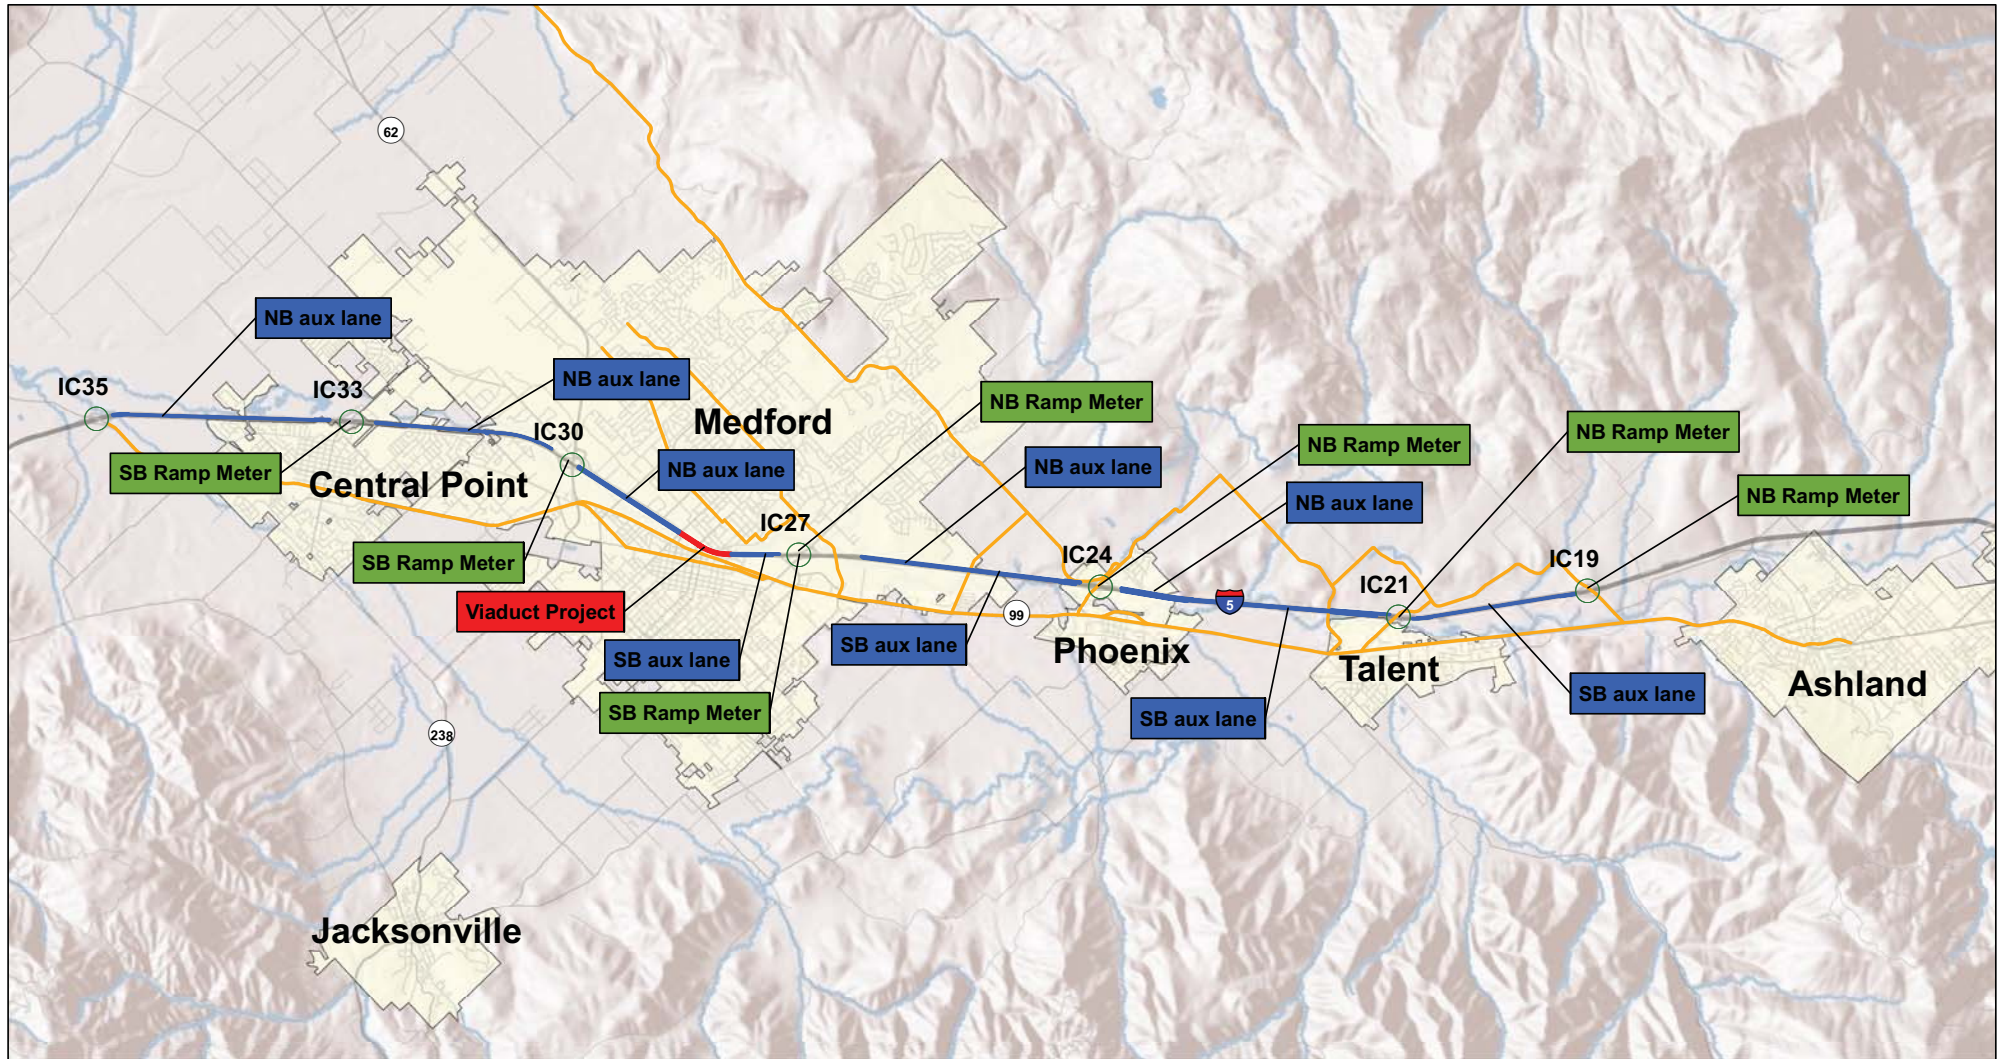 62
NB aux lane
NB aux lane
IC35
IC33
NB Ramp Meter
Medford
IC30
NB Ramp Meter
NB Ramp Meter
SB Ramp Meter
Central Point
NB aux lane
NB aux lane
NB aux lane
NB Ramp Meter
IC27
IC24
IC19
SB Ramp Meter
IC21
5
Viaduct Project
99
SB aux lane
SB aux lane
Phoenix
Talent
Ashland
SB aux lane
SB Ramp Meter
SB aux lane
238
Jacksonville